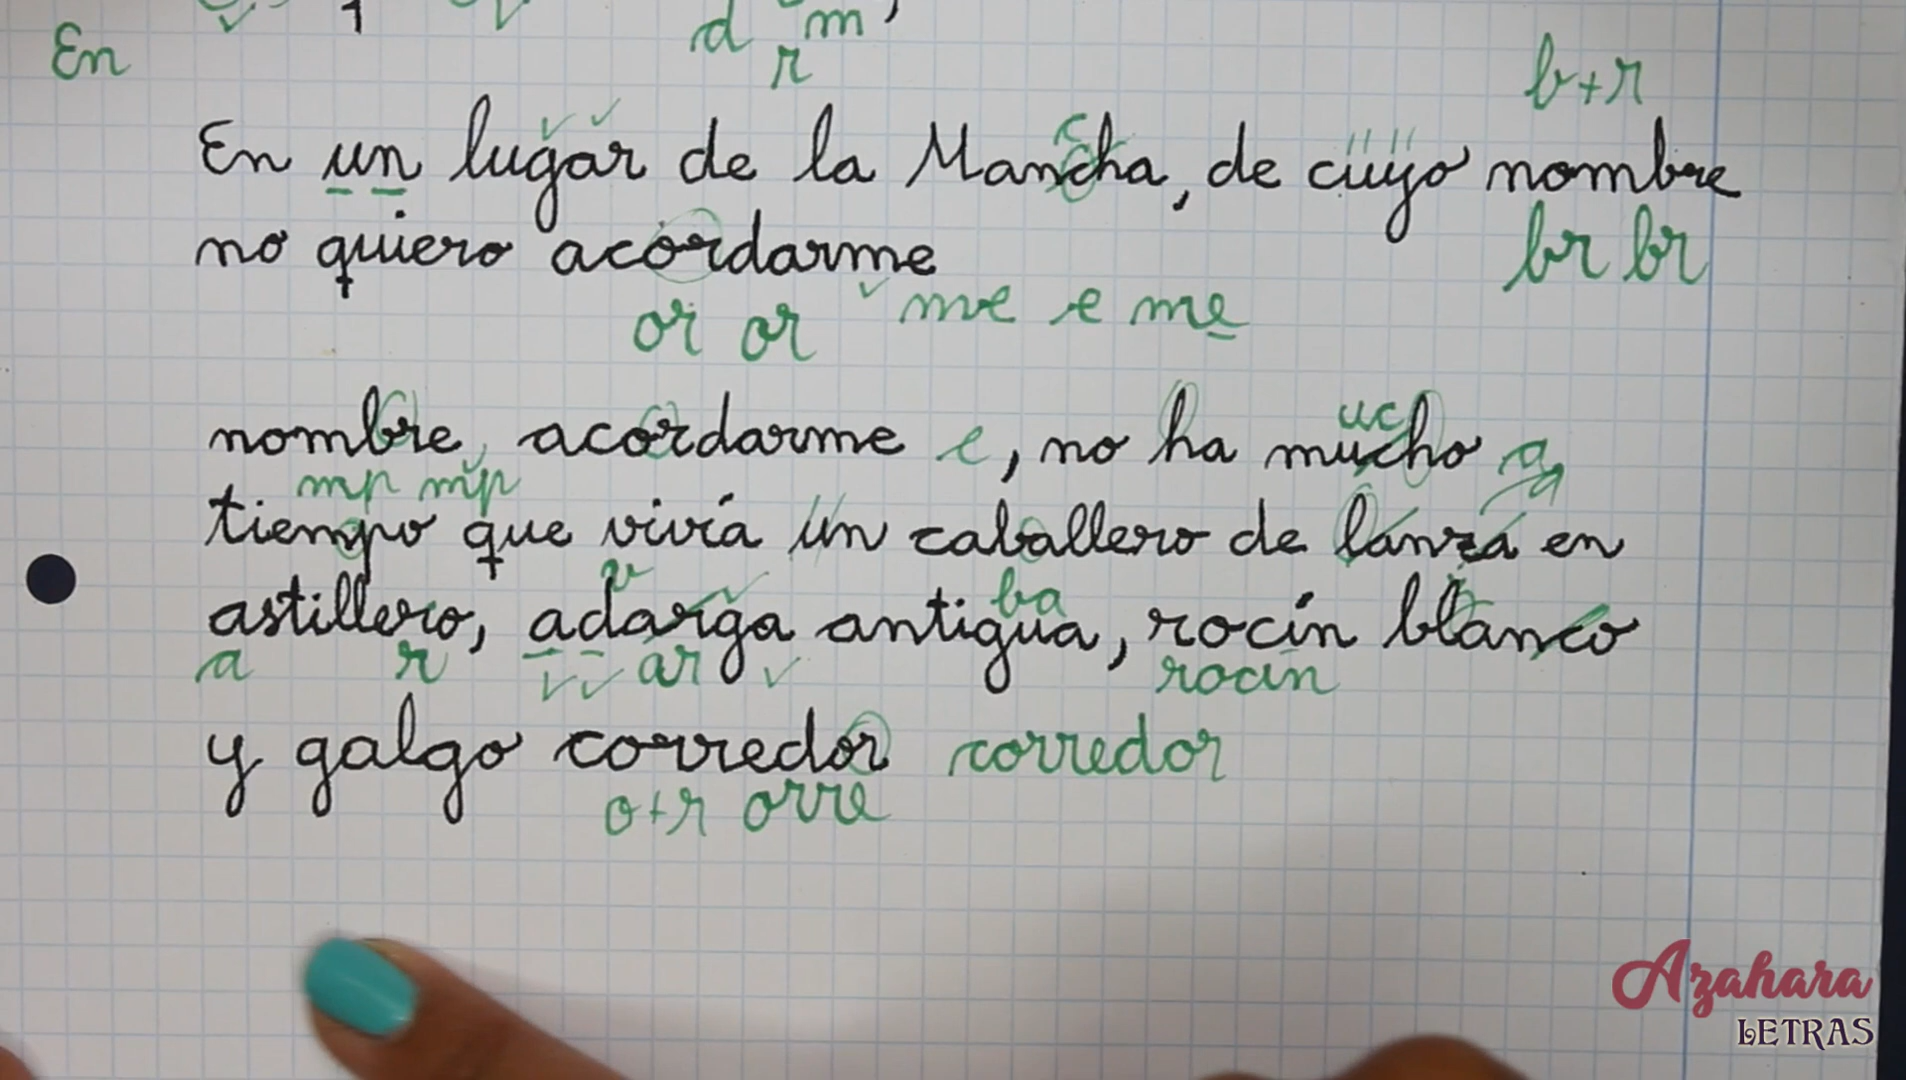 En d m
r b+r
En un lugar de la Mancha, de cuyo nombre
no quiero acordarme br br
or or me e me
nombre, acordarme e, no ha mucho a
mp mp uc
tiempo que vivía un caballero de lanza en
v ba
astillero, adarga antigua, rocín blanco
a r ar rocín
y galgo corredor corredor
o+r orre
Azahara
LETRAS